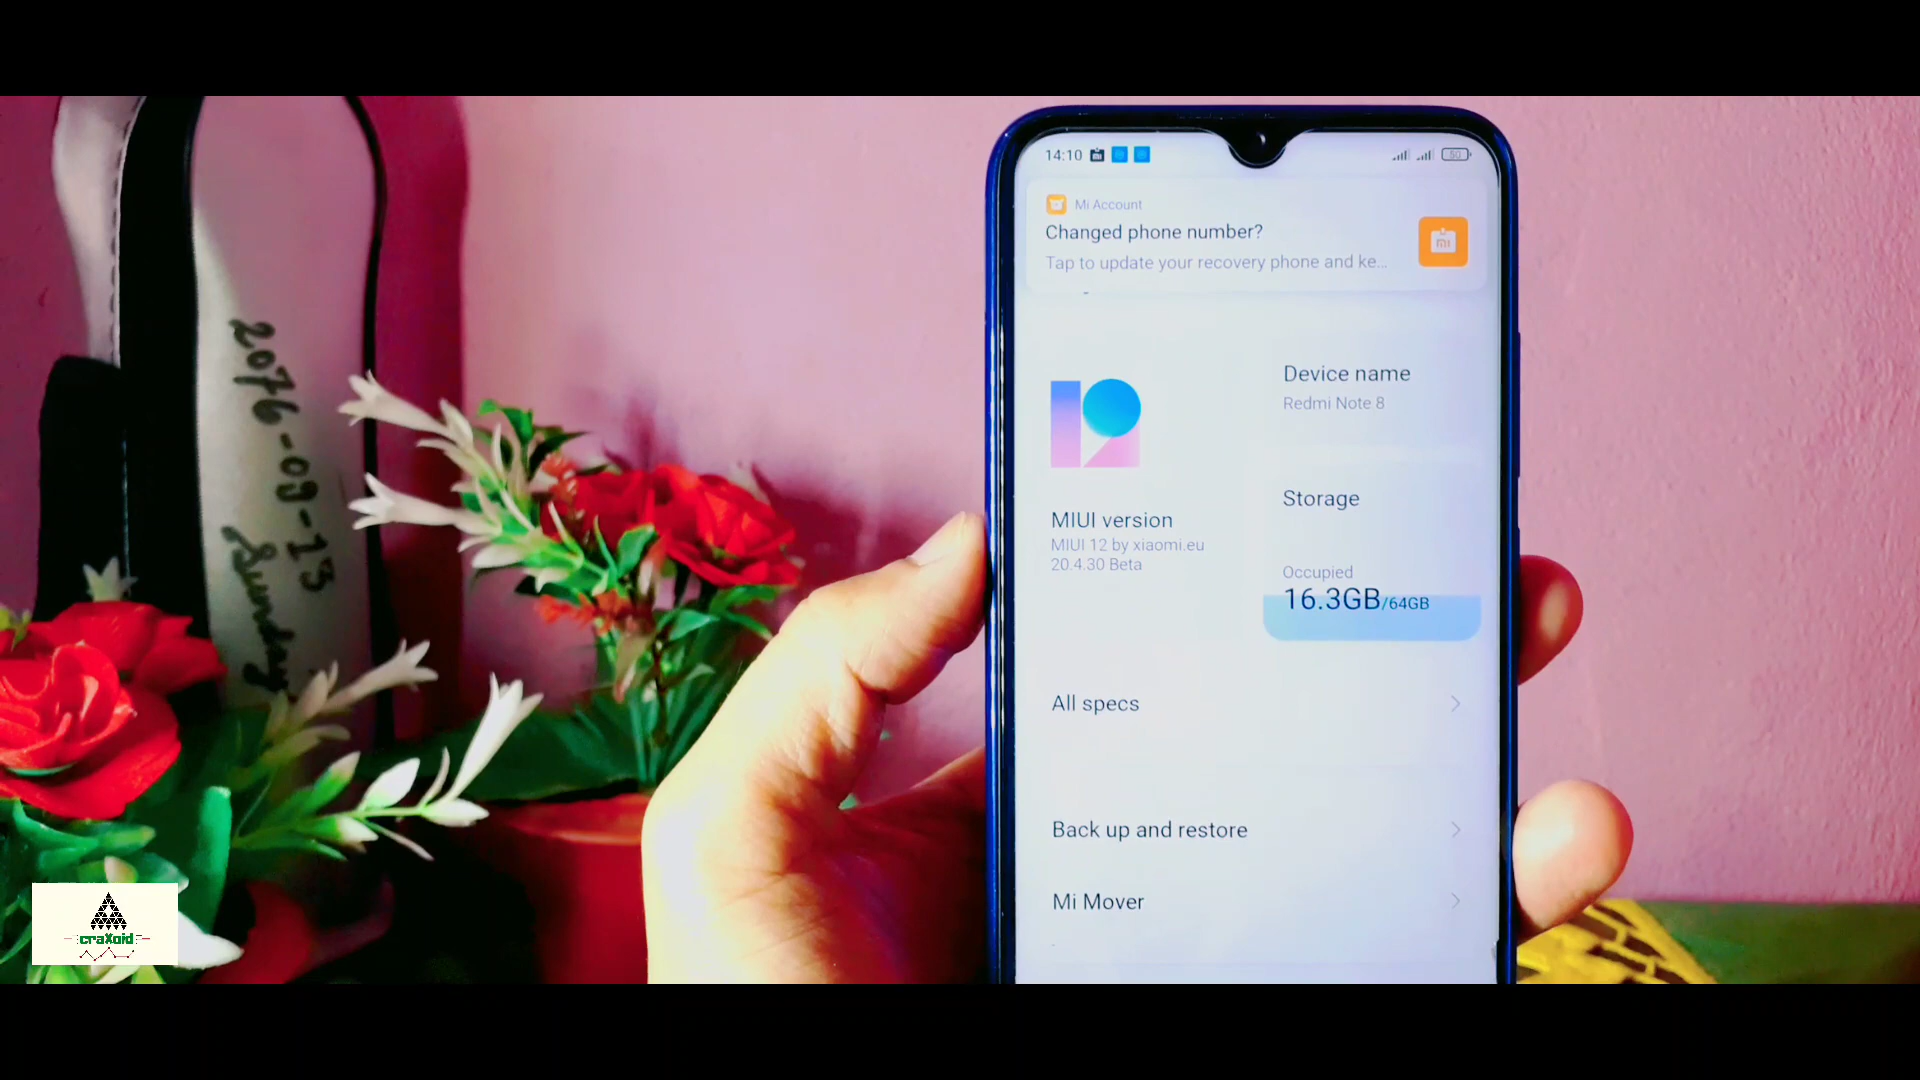 2076-09-13
Sunday
14:10
50
Mi Account
Changed phone number?
Tap to update your recovery phone and ke...
mi
Device name
Redmi Note 8
Storage
MIUI version
MIUI 12 by xiaomi.eu
20.4.30 Beta
Occupied
16.3GB/64GB
All specs
Back up and restore
Mi Mover
craXoid